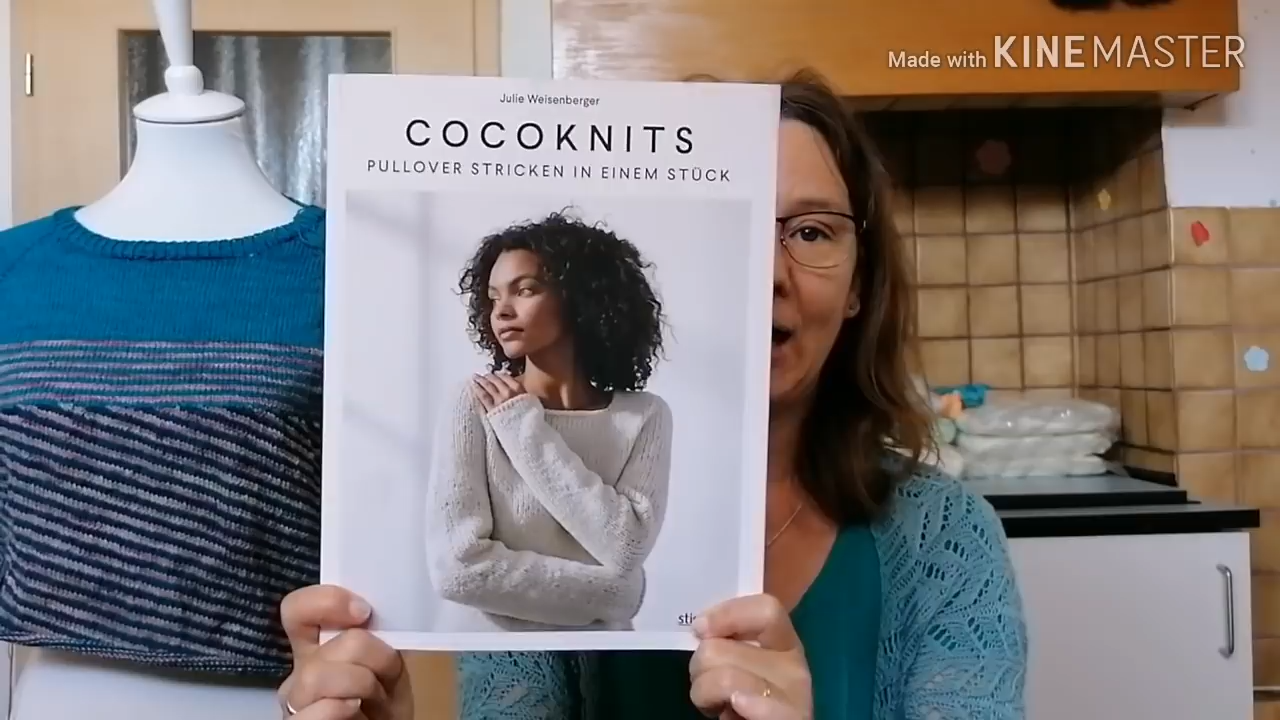 Made with KINEMASTER
Julie Weisenberger
COCOKNITS
PULLOVER STRICKEN IN EINEM STÜCK